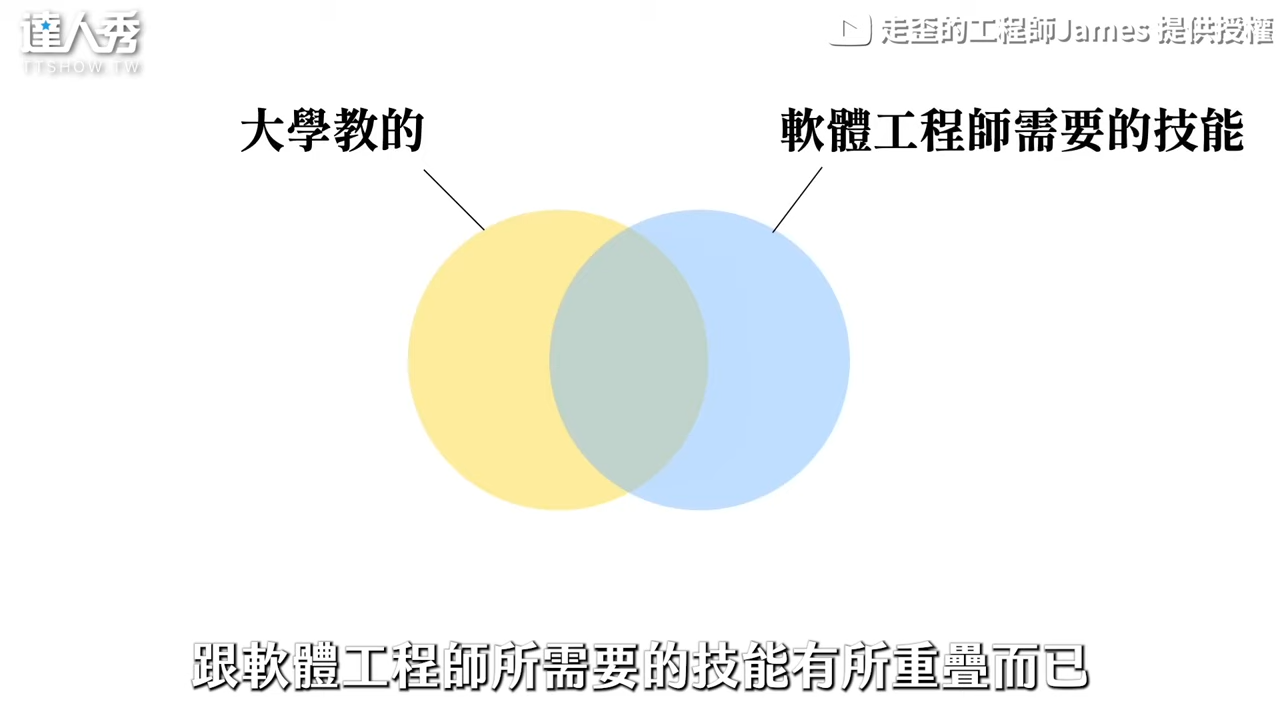 達人秀
TTSHOW.TW
走歪的工程師James 提供授權
大學教的
軟體工程師需要的技能
跟軟體工程師所需要的技能有所重疊而已